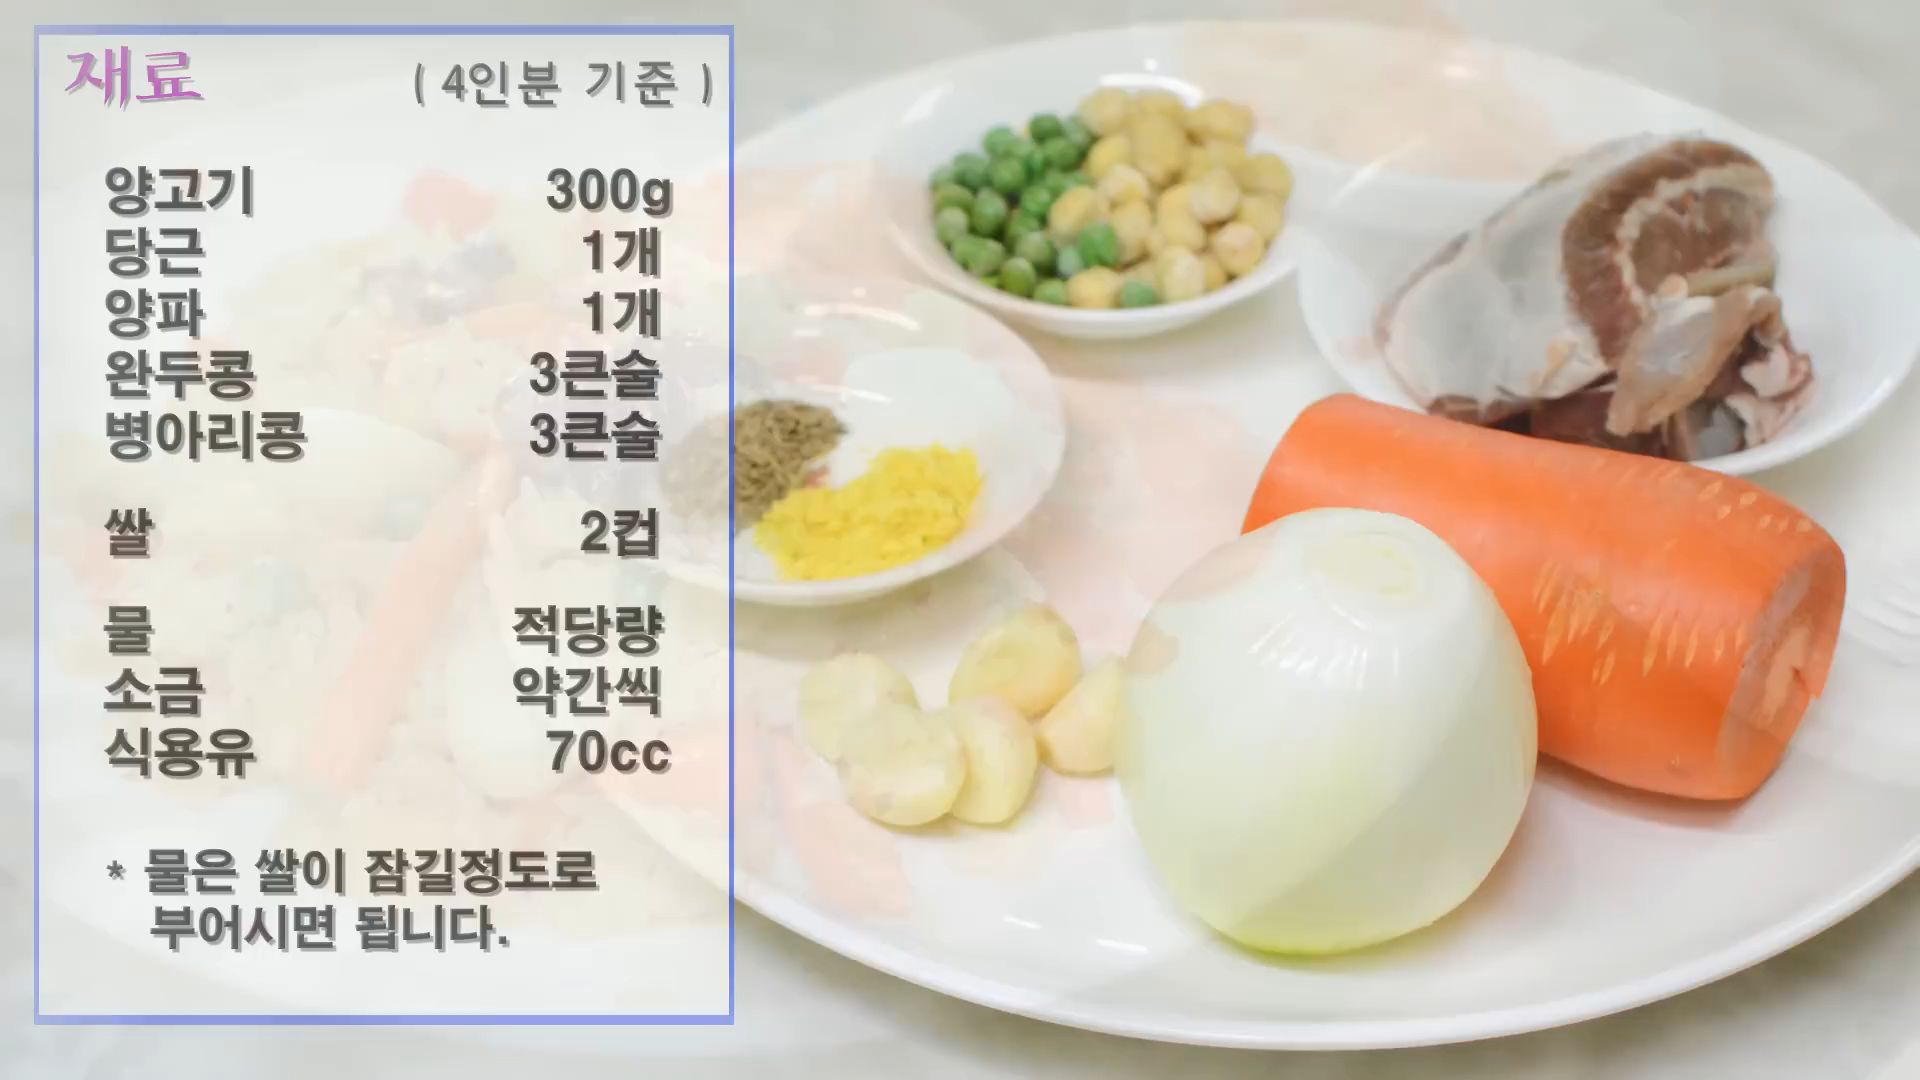 재료 ( 4인분 기준 )
양고기 300g
당근 1개
양파 1개
완두콩 3큰술
병아리콩 3큰술
쌀 2컵
물 적당량
소금 약간씩
식용유 70cc
* 물은 쌀이 잠길정도로
부어시면 됩니다.